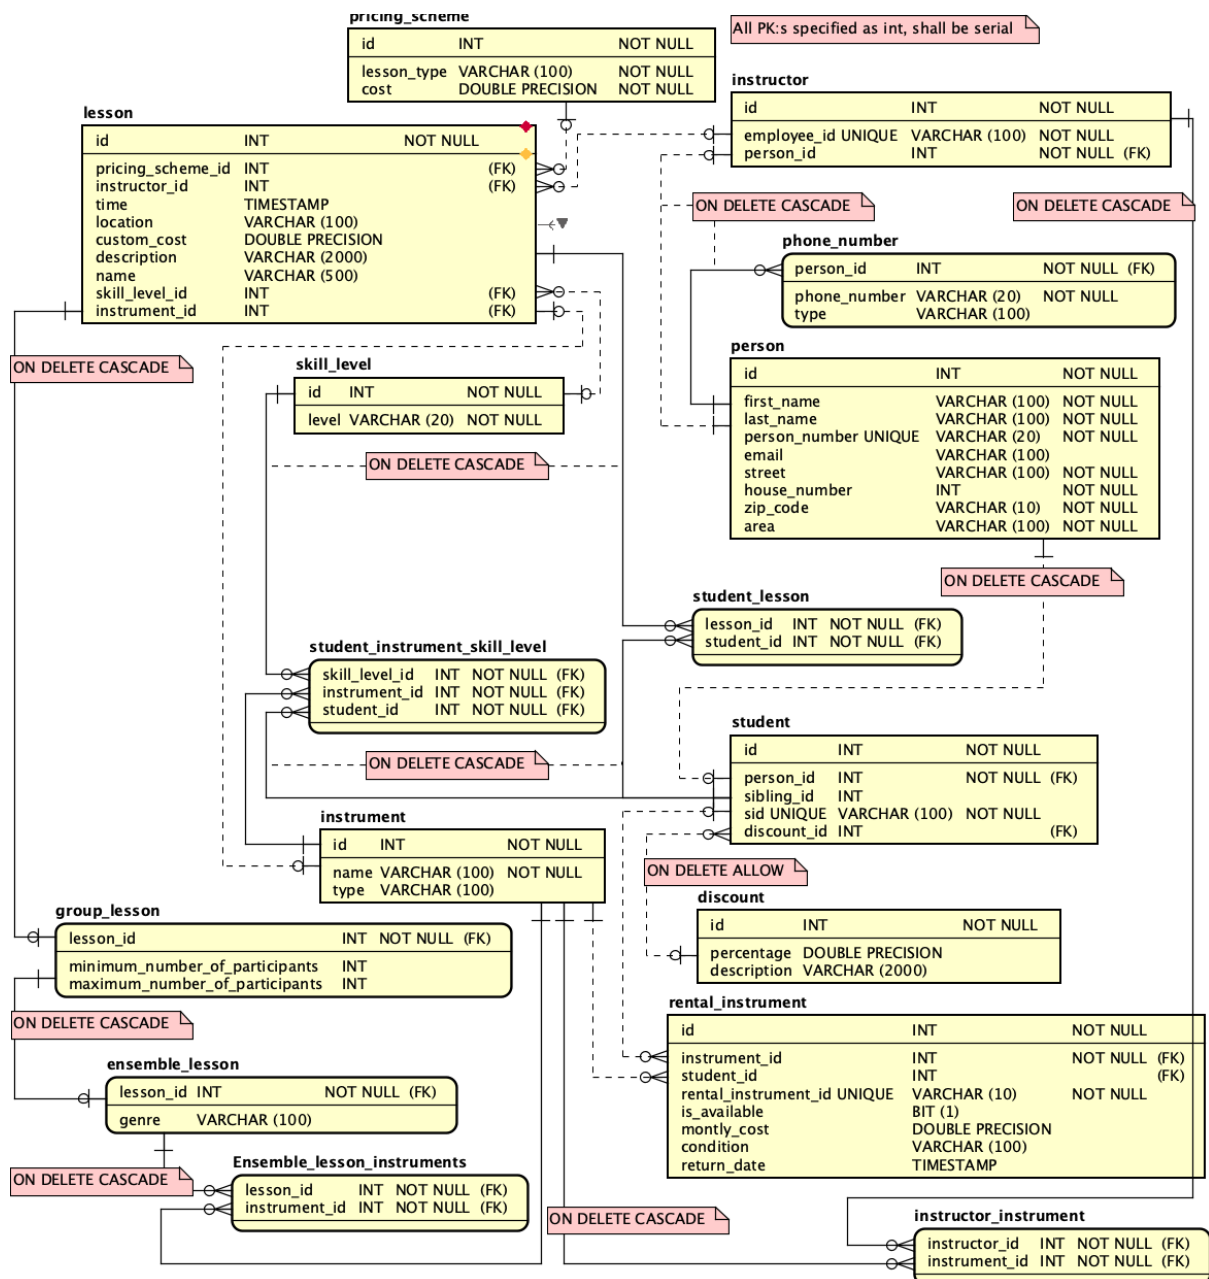 pricing_scheme
id INT NOT NULL
lesson_type VARCHAR (100) NOT NULL
cost DOUBLE PRECISION NOT NULL
All PK:s specified as int, shall be serial
instructor
id INT NOT NULL
employee_id UNIQUE VARCHAR (100) NOT NULL
person_id INT NOT NULL (FK)
lesson
id INT NOT NULL
pricing_scheme_id INT (FK)
instructor_id INT (FK)
time TIMESTAMP
location VARCHAR (100)
custom_cost DOUBLE PRECISION
description VARCHAR (2000)
name VARCHAR (500)
skill_level_id INT (FK)
instrument_id INT (FK)
ON DELETE CASCADE
ON DELETE CASCADE
phone_number
person_id INT NOT NULL (FK)
phone_number VARCHAR (20) NOT NULL
type VARCHAR (100)
ON DELETE CASCADE
skill_level
id INT NOT NULL
level VARCHAR (20) NOT NULL
ON DELETE CASCADE
person
id INT NOT NULL
first_name VARCHAR (100) NOT NULL
last_name VARCHAR (100) NOT NULL
person_number UNIQUE VARCHAR (20) NOT NULL
email VARCHAR (100)
street VARCHAR (100) NOT NULL
house_number INT NOT NULL
zip_code VARCHAR (10) NOT NULL
area VARCHAR (100) NOT NULL
ON DELETE CASCADE
student_lesson
lesson_id INT NOT NULL (FK)
student_id INT NOT NULL (FK)
student_instrument_skill_level
skill_level_id INT NOT NULL (FK)
instrument_id INT NOT NULL (FK)
student_id INT NOT NULL (FK)
ON DELETE CASCADE
student
id INT NOT NULL
person_id INT NOT NULL (FK)
sibling_id INT
sid UNIQUE VARCHAR (100) NOT NULL
discount_id INT (FK)
instrument
id INT NOT NULL
name VARCHAR (100) NOT NULL
type VARCHAR (100)
ON DELETE ALLOW
discount
id INT NOT NULL
percentage DOUBLE PRECISION
description VARCHAR (2000)
group_lesson
lesson_id INT NOT NULL (FK)
minimum_number_of_participants INT
maximum_number_of_participants INT
ON DELETE CASCADE
rental_instrument
id INT NOT NULL
instrument_id INT NOT NULL (FK)
student_id INT (FK)
rental_instrument_id UNIQUE VARCHAR (10) NOT NULL
is_available BIT (1)
montly_cost DOUBLE PRECISION
condition VARCHAR (100)
return_date TIMESTAMP
ensemble_lesson
lesson_id INT NOT NULL (FK)
genre VARCHAR (100)
ON DELETE CASCADE
Ensemble_lesson_instruments
lesson_id INT NOT NULL (FK)
instrument_id INT NOT NULL (FK)
ON DELETE CASCADE
instructor_instrument
instructor_id INT NOT NULL (FK)
instrument_id INT NOT NULL (FK)